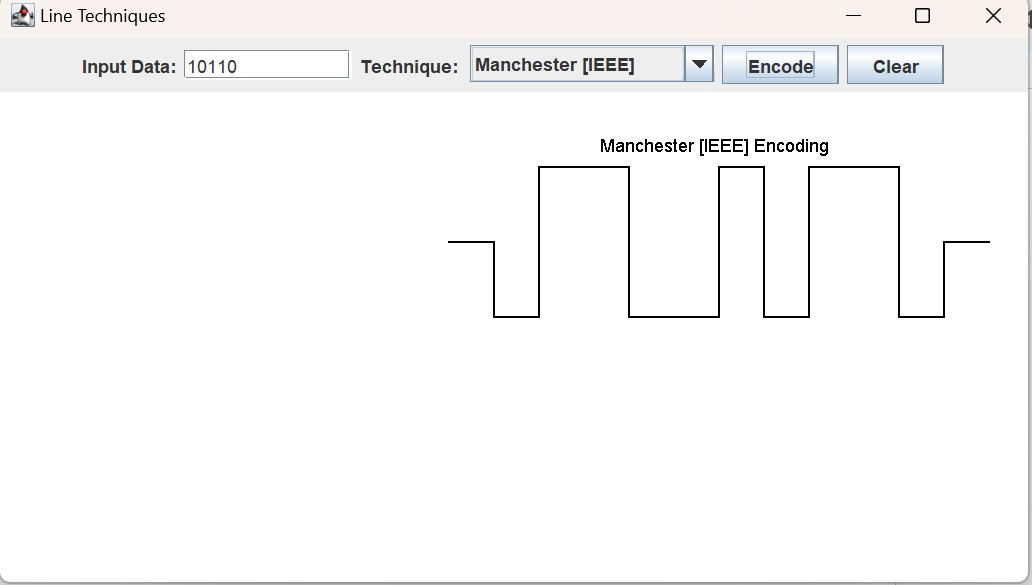 Line Techniques
Input Data: 10110 Technique: Manchester [IEEE] Encode Clear
Manchester [IEEE] Encoding